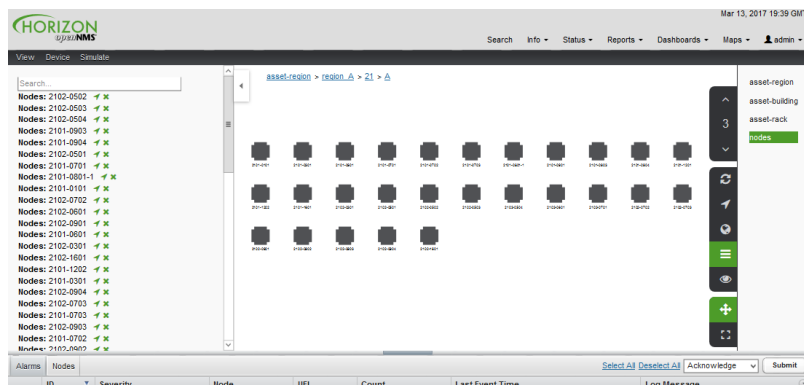 Mar 13, 2017 19:39 GMT
HORIZON
openNMS
Search Info Status Reports Dashboards Maps admin
View Device Simulate
Search...
Nodes: 2102-0502
Nodes: 2102-0503
Nodes: 2102-0504
Nodes: 2101-0903
Nodes: 2101-0904
Nodes: 2102-0501
Nodes: 2101-0701
Nodes: 2101-0801-1
Nodes: 2101-0101
Nodes: 2102-0702
Nodes: 2102-0601
Nodes: 2102-0901
Nodes: 2101-0601
Nodes: 2102-0301
Nodes: 2102-1601
Nodes: 2101-1202
Nodes: 2101-0301
Nodes: 2102-0904
Nodes: 2102-0703
Nodes: 2101-0703
Nodes: 2102-0903
Nodes: 2101-0702
Nodes: 2102-0902
asset-region > region_A > 21 > A
3
asset-region
asset-building
asset-rack
nodes
Alarms Nodes
Select All Deselect All Acknowledge Submit
ID Severity Node UEI Count Last Event Time Log Message